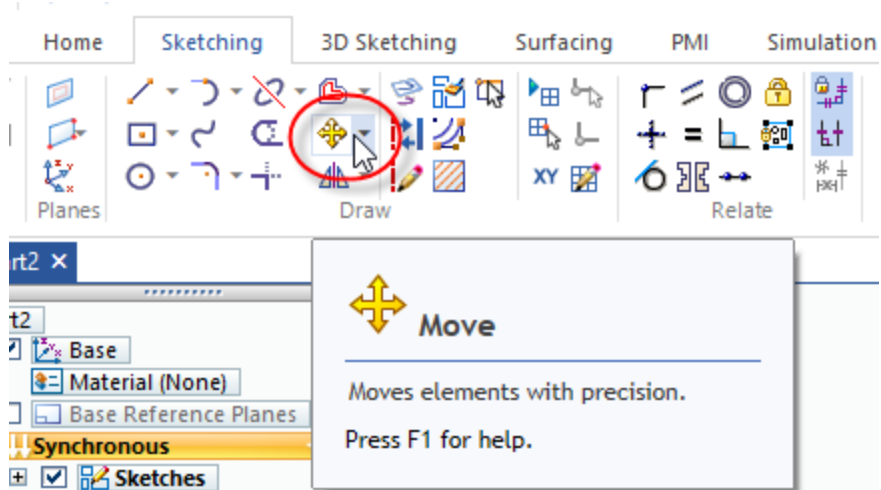 Home Sketching 3D Sketching Surfacing PMI Simulation
XY
Planes Draw Relate
rt2
t2
Base
Material (None)
Base Reference Planes
Synchronous
Sketches
Move
Moves elements with precision.
Press F1 for help.